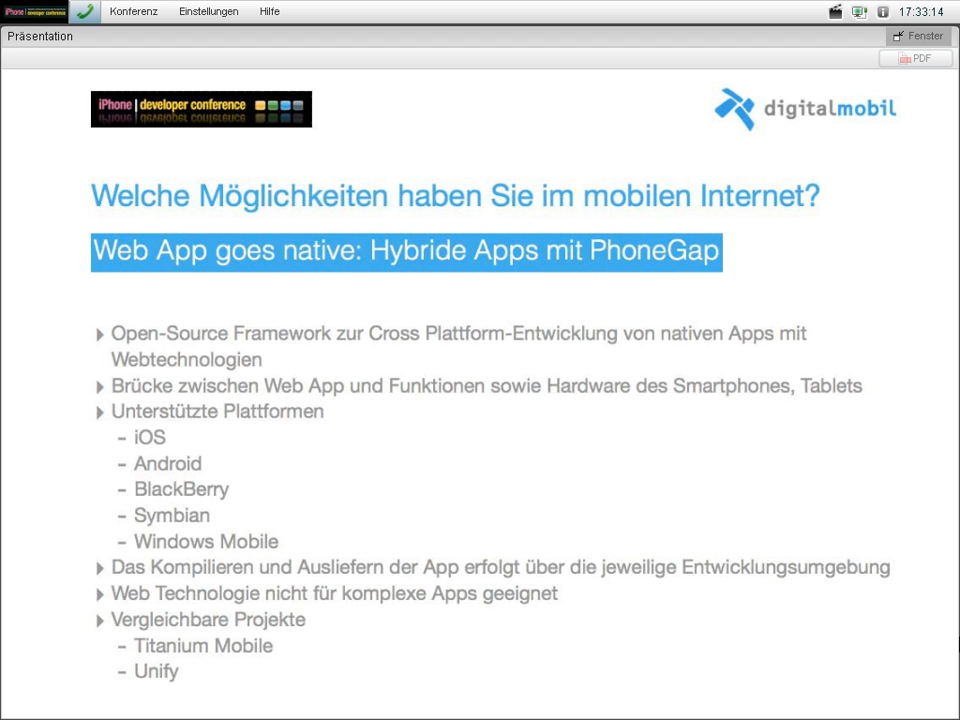 iPhone developer conference
Konferenz Einstellungen Hilfe 17:33:14
Präsentation Fenster
PDF
iPhone | developer conference
digitalmobil
Welche Möglichkeiten haben Sie im mobilen Internet?
Web App goes native: Hybride Apps mit PhoneGap
Open-Source Framework zur Cross Plattform-Entwicklung von nativen Apps mit
Webtechnologien
Brücke zwischen Web App und Funktionen sowie Hardware des Smartphones, Tablets
Unterstützte Plattformen
– iOS
– Android
– BlackBerry
– Symbian
– Windows Mobile
Das Kompilieren und Ausliefern der App erfolgt über die jeweilige Entwicklungsumgebung
Web Technologie nicht für komplexe Apps geeignet
Vergleichbare Projekte
– Titanium Mobile
– Unify